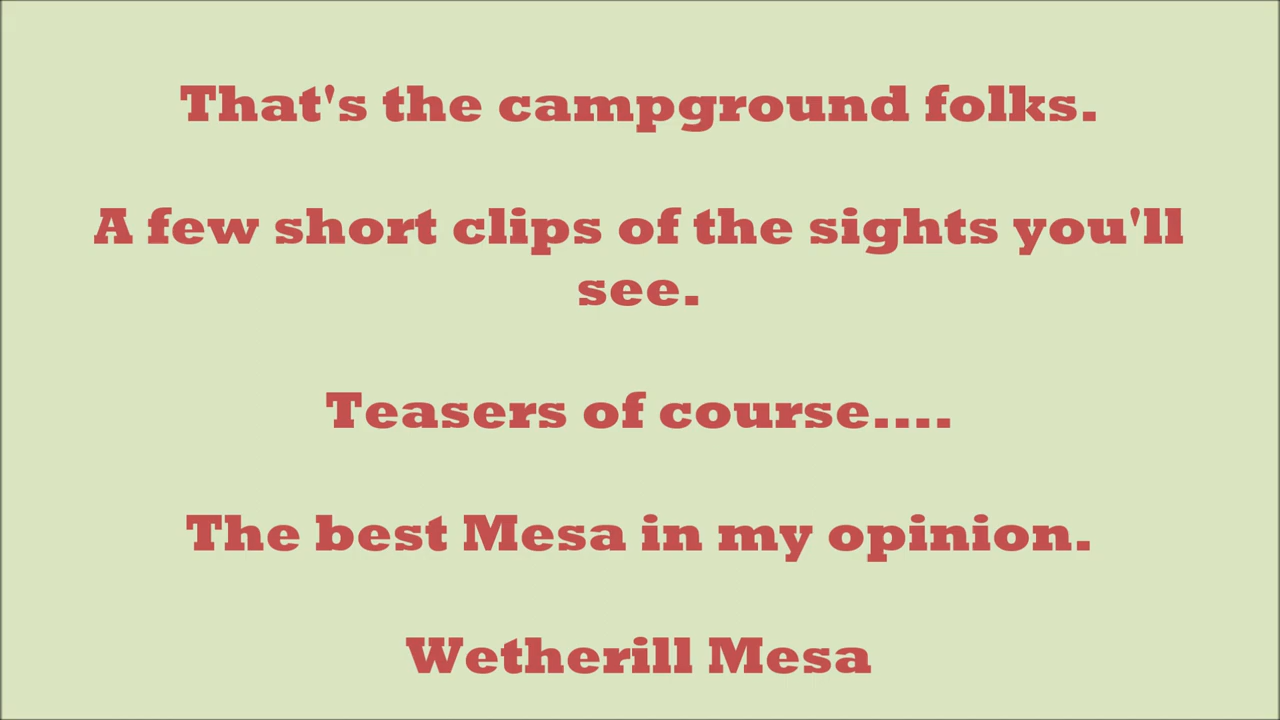 That's the campground folks.
A few short clips of the sights you'll
see.
Teasers of course....
The best Mesa in my opinion.
Wetherill Mesa